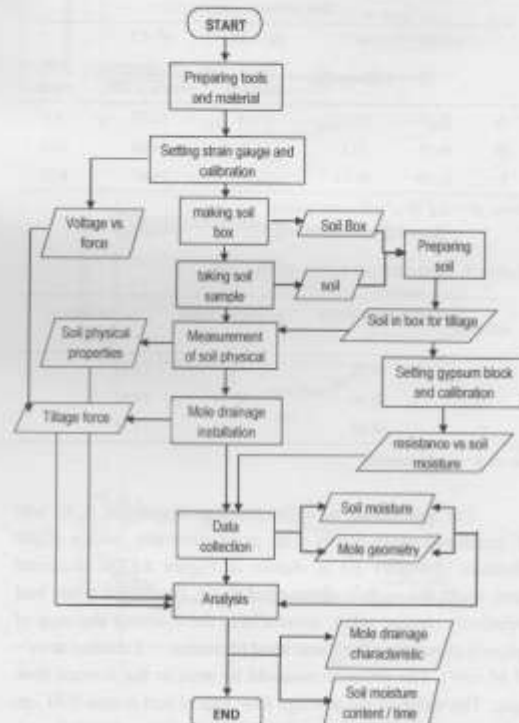 START
Preparing tools
and material
Setting strain gauge and
calibration
Voltage vs
force
making soil
box
Soil Box
Preparing
soil
taking soil
sample
soil
Soil in box for tillage
Soil physical
properties
Measurement
of soil physical
Setting gypsum block
and calibration
Tillage force
Mole drainage
installation
resistance vs soil
moisture
Data
collection
Soil moisture
Mole geometry
Analysis
Mole drainage
characteristic
Soil moisture
content / time
END